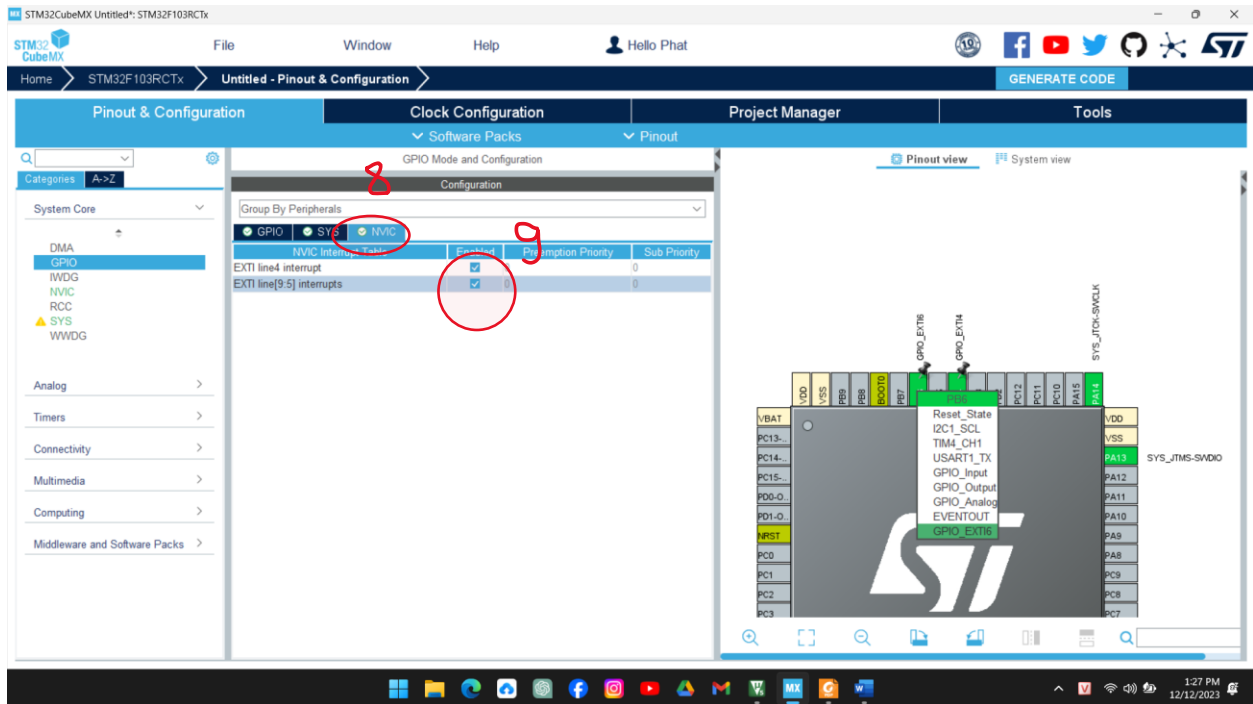 STM32CubeMX Untitled*: STM32F103RCTx
STM32 CubeMX
File Window Help Hello Phat
10
Home STM32F103RCTx Untitled - Pinout & Configuration GENERATE CODE
Pinout & Configuration Clock Configuration Project Manager Tools
Software Packs Pinout
GPIO Mode and Configuration
Pinout view System view
Categories A->Z
8
Configuration
System Core
Group By Peripherals
GPIO SYS NVIC
9
NVIC Interrupt Table Enabled Preemption Priority Sub Priority
EXTI line4 interrupt 0 0
EXTI line[9:5] interrupts 0 0
DMA
GPIO
IWDG
NVIC
RCC
SYS
WWDG
Analog
Timers
Connectivity
Multimedia
Computing
Middleware and Software Packs
GPIO_EXTI6
GPIO_EXTI4
SYS_JTCK-SWCLK
VDD
VSS
PB9
PB8
BOOT0
PB7
PC12
PC11
PC10
PA15
PA14
PB6
Reset_State
I2C1_SCL
TIM4_CH1
USART1_TX
GPIO_Input
GPIO_Output
GPIO_Analog
EVENTOUT
GPIO_EXTI6
VBAT
PC13-..
PC14-..
PC15-..
PD0-O..
PD1-O..
NRST
PC0
PC1
PC2
PC3
VDD
VSS
PA13 SYS_JTMS-SWDIO
PA12
PA11
PA10
PA9
PA8
PC9
PC8
PC7
ST
MX
V
1:27 PM
12/12/2023